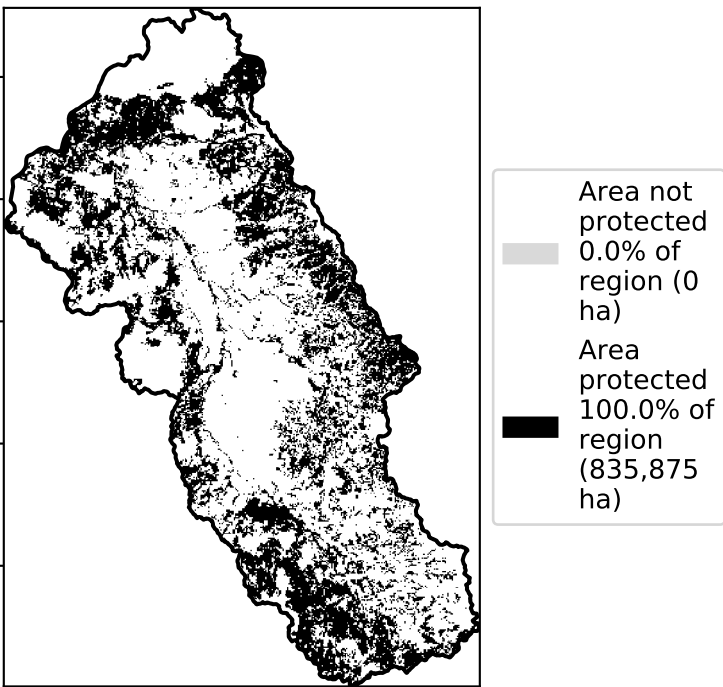 Area not
protected
0.0% of
region (0
ha)
Area
protected
100.0% of
region
(835,875
ha)